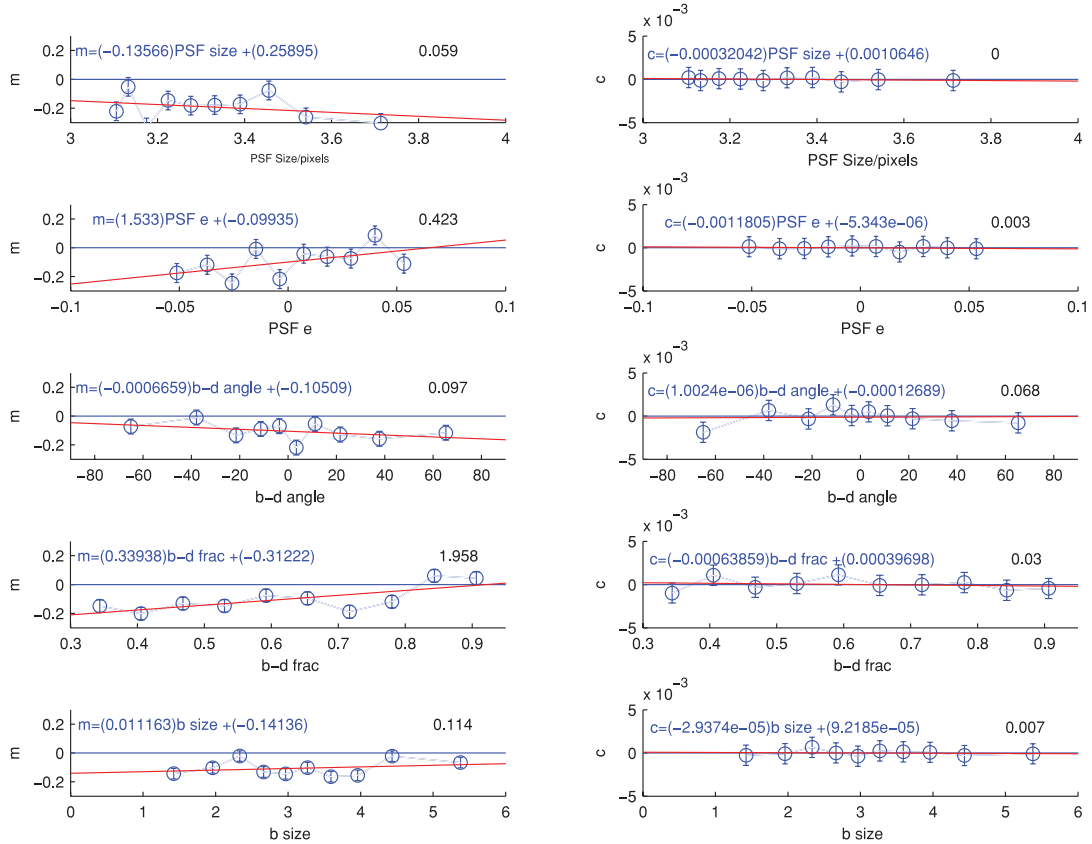 × 10⁻³
m=(−0.13566)PSF size +(0.25895) 0.059
0.2
0
−0.2
m
3 3.2 3.4 3.6 3.8 4
PSF Size/pixels
c=(−0.00032042)PSF size +(0.0010646) 0
5
0
−5
c
3 3.2 3.4 3.6 3.8 4
PSF Size/pixels
m=(1.533)PSF e +(−0.09935) 0.423
0.2
0
−0.2
m
−0.1 −0.05 0 0.05 0.1
PSF e
× 10⁻³
c=(−0.0011805)PSF e +(−5.343e−06) 0.003
5
0
−5
c
−0.1 −0.05 0 0.05 0.1
PSF e
m=(−0.0006659)b−d angle +(−0.10509) 0.097
0.2
0
−0.2
m
−80 −60 −40 −20 0 20 40 60 80
b−d angle
× 10⁻³
c=(1.0024e−06)b−d angle +(−0.00012689) 0.068
5
0
−5
c
−80 −60 −40 −20 0 20 40 60 80
b−d angle
m=(0.33938)b−d frac +(−0.31222) 1.958
0.2
0
−0.2
m
0.3 0.4 0.5 0.6 0.7 0.8 0.9
b−d frac
× 10⁻³
c=(−0.00063859)b−d frac +(0.00039698) 0.03
5
0
−5
c
0.3 0.4 0.5 0.6 0.7 0.8 0.9
b−d frac
m=(0.011163)b size +(−0.14136) 0.114
0.2
0
−0.2
m
0 1 2 3 4 5 6
b size
× 10⁻³
c=(−2.9374e−05)b size +(9.2185e−05) 0.007
5
0
−5
c
0 1 2 3 4 5 6
b size